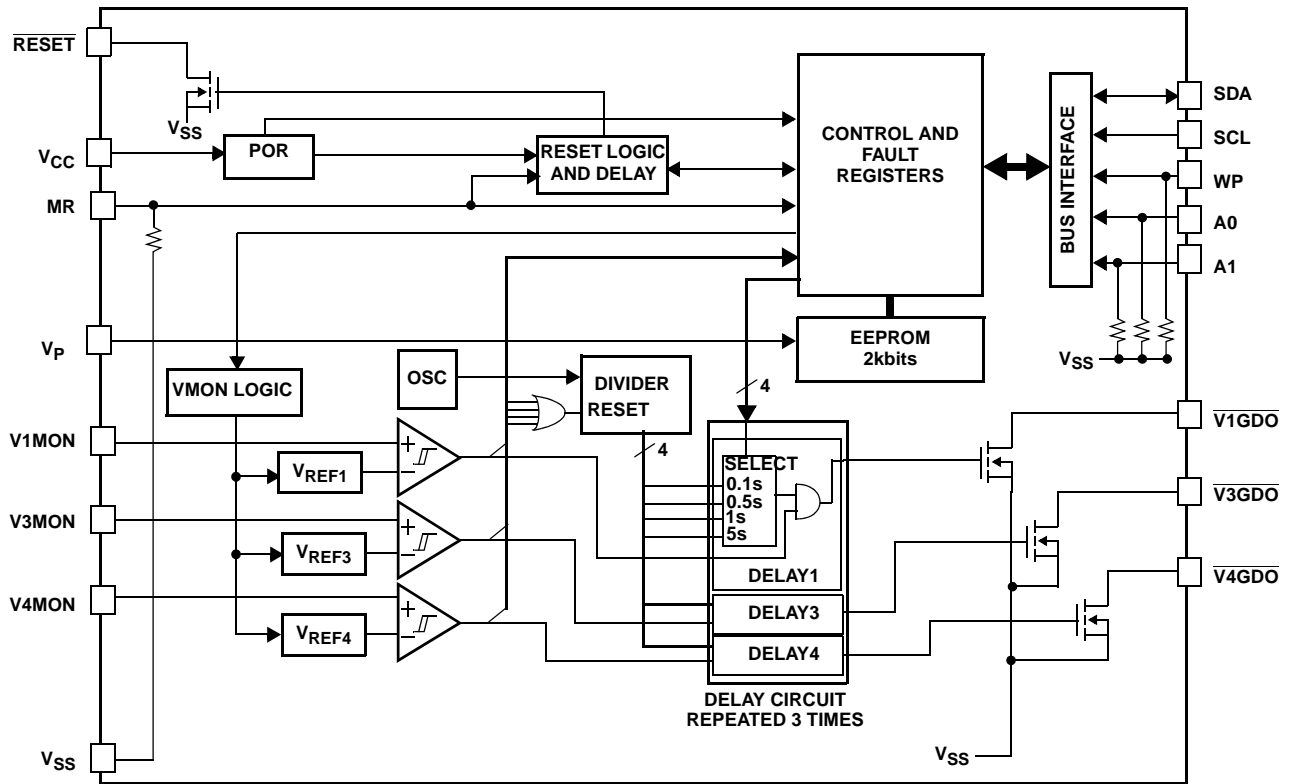 RESET
VSS
VCC
POR
RESET LOGIC
AND DELAY
MR
CONTROL AND
FAULT
REGISTERS
BUS INTERFACE
SDA
SCL
WP
A0
A1
VSS
VP
EEPROM
2kbits
VMON LOGIC
OSC
DIVIDER
RESET
4
4
V1MON
+
–
VREF1
V3MON
+
–
VREF3
V4MON
+
–
VREF4
SELECT
0.1s
0.5s
1s
5s
DELAY1
DELAY3
DELAY4
DELAY CIRCUIT
REPEATED 3 TIMES
V1GDO
V3GDO
V4GDO
VSS
VSS